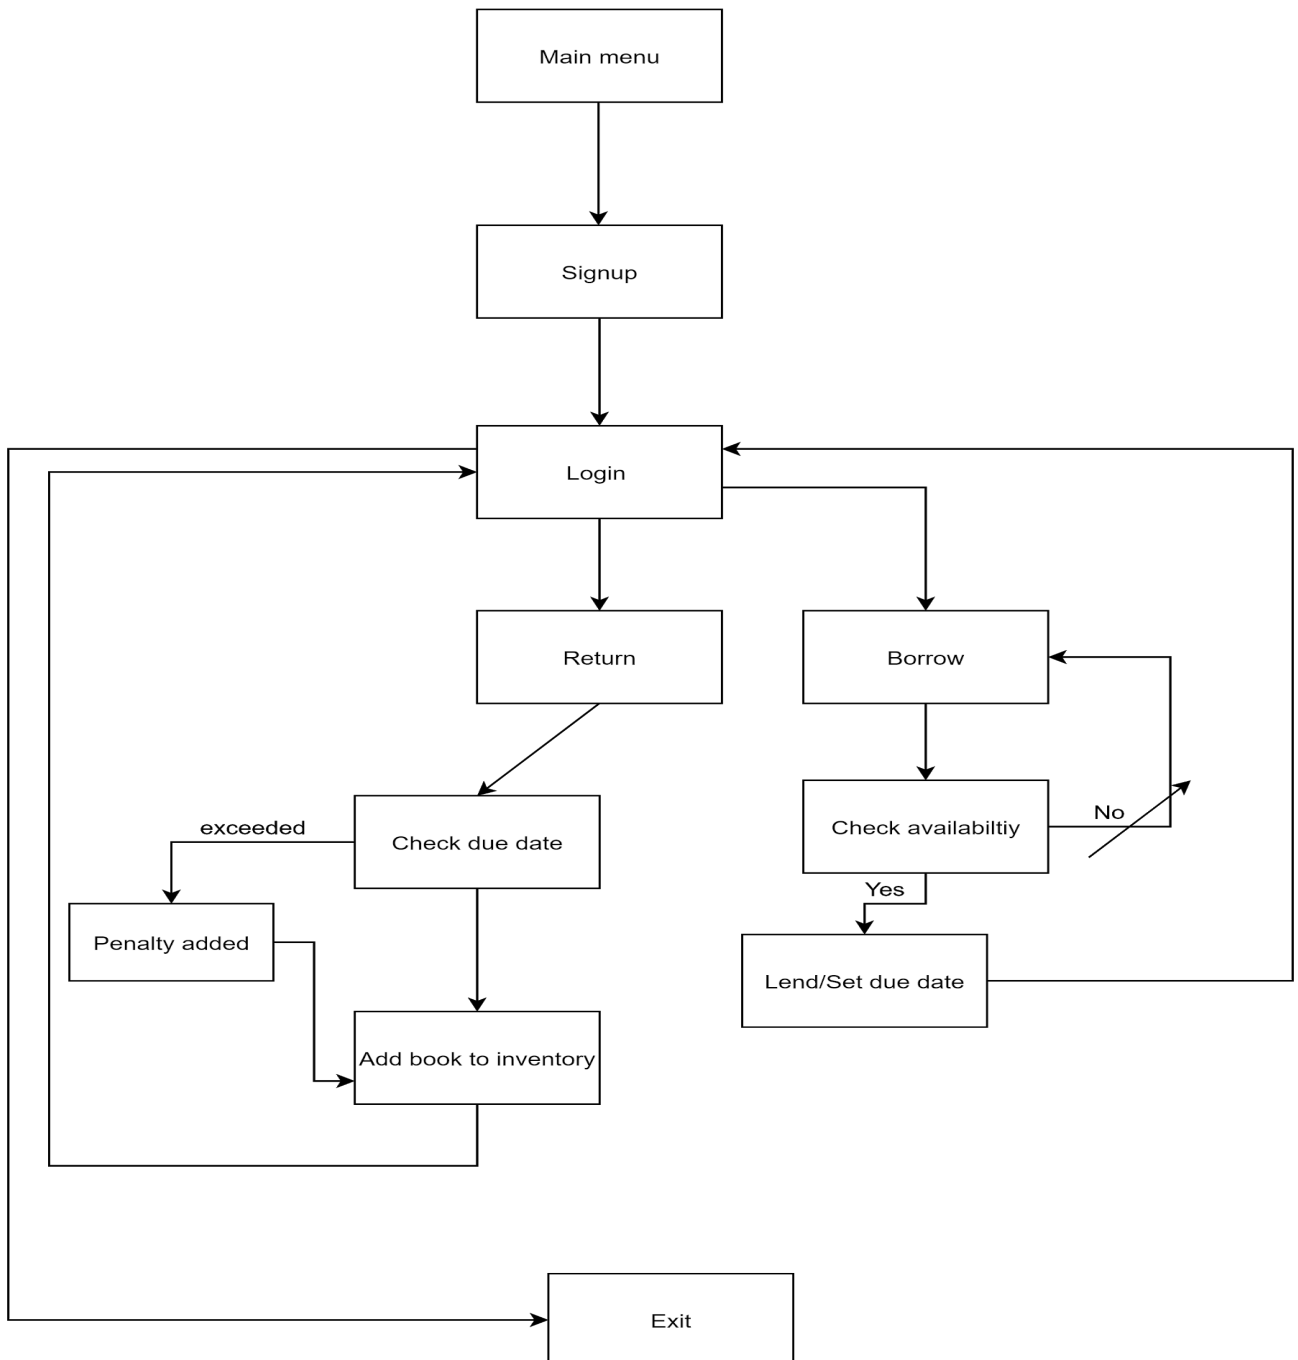 Main menu
Signup
Login
Return
Borrow
exceeded
Check due date
Check availabiltiy
No
Yes
Penalty added
Lend/Set due date
Add book to inventory
Exit